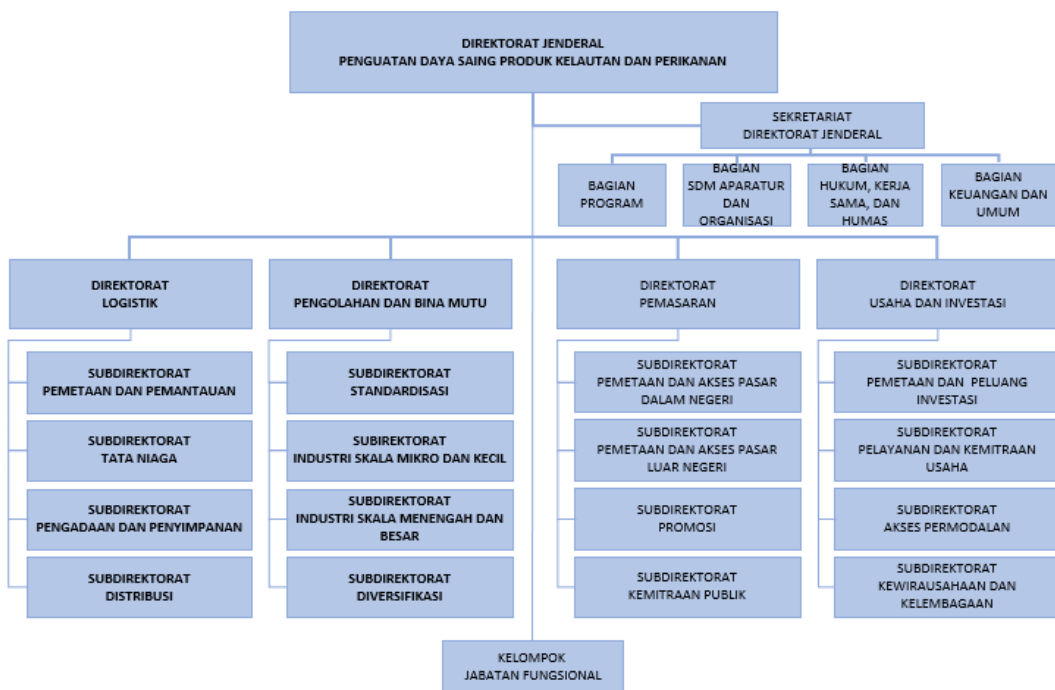 DIREKTORAT JENDERAL
PENGUATAN DAYA SAING PRODUK KELAUTAN DAN PERIKANAN
SEKRETARIAT
DIREKTORAT JENDERAL
BAGIAN
PROGRAM
BAGIAN
SDM APARATUR
DAN
ORGANISASI
BAGIAN
HUKUM, KERJA
SAMA, DAN
HUMAS
BAGIAN
KEUANGAN DAN
UMUM
DIREKTORAT
LOGISTIK
SUBDIREKTORAT
PEMETAAN DAN PEMANTAUAN
SUBDIREKTORAT
TATA NIAGA
SUBDIREKTORAT
PENGADAAN DAN PENYIMPANAN
SUBDIREKTORAT
DISTRIBUSI
DIREKTORAT
PENGOLAHAN DAN BINA MUTU
SUBDIREKTORAT
STANDARDISASI
SUBIREKTORAT
INDUSTRI SKALA MIKRO DAN KECIL
SUBDIREKTORAT
INDUSTRI SKALA MENENGAH DAN
BESAR
SUBDIREKTORAT
DIVERSIFIKASI
DIREKTORAT
PEMASARAN
SUBDIREKTORAT
PEMETAAN DAN AKSES PASAR
DALAM NEGERI
SUBDIREKTORAT
PEMETAAN DAN AKSES PASAR
LUAR NEGERI
SUBDIREKTORAT
PROMOSI
SUBDIREKTORAT
KEMITRAAN PUBLIK
DIREKTORAT
USAHA DAN INVESTASI
SUBDIREKTORAT
PEMETAAN DAN PELUANG
INVESTASI
SUBDIREKTORAT
PELAYANAN DAN KEMITRAAN
USAHA
SUBDIREKTORAT
AKSES PERMODALAN
SUBDIREKTORAT
KEWIRAUSAHAAN DAN
KELEMBAGAAN
KELOMPOK
JABATAN FUNGSIONAL